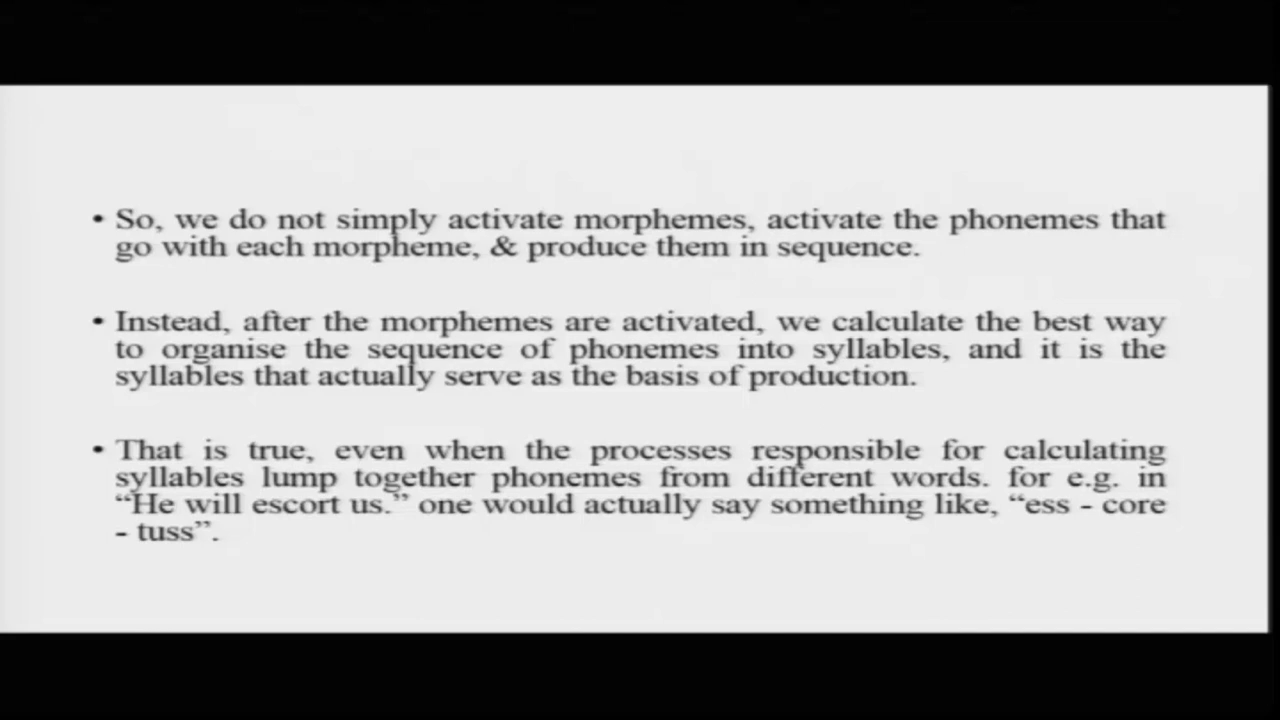 • So, we do not simply activate morphemes, activate the phonemes that
go with each morpheme, & produce them in sequence.
• Instead, after the morphemes are activated, we calculate the best way
to organise the sequence of phonemes into syllables, and it is the
syllables that actually serve as the basis of production.
• That is true, even when the processes responsible for calculating
syllables lump together phonemes from different words. for e.g. in
“He will escort us.” one would actually say something like, “ess - core
- tuss”.